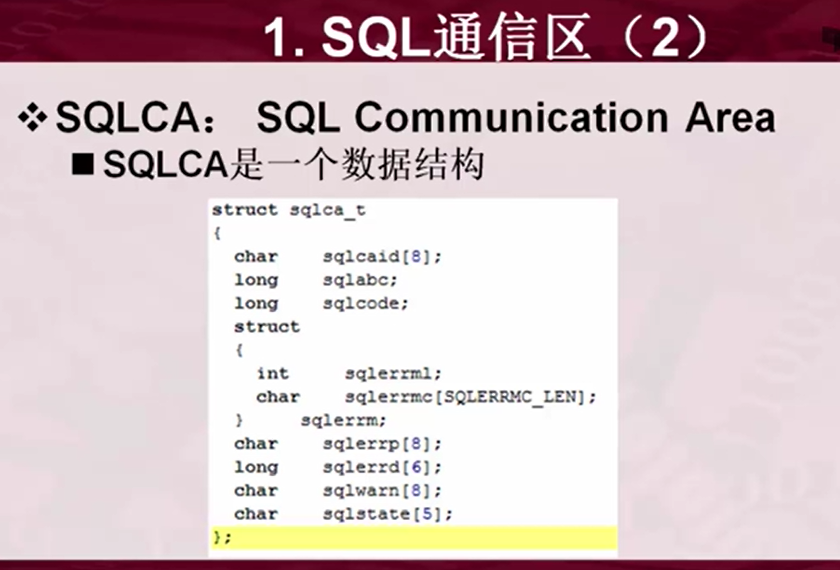 1. SQL通信区（2）
❖SQLCA： SQL Communication Area
■SQLCA是一个数据结构
struct sqlca_t
{
char sqlcaid[8];
long sqlabc;
long sqlcode;
struct
{
int sqlerrml;
char sqlerrmc[SQLERRMC_LEN];
} sqlerrm;
char sqlerrp[8];
long sqlerrd[6];
char sqlwarn[8];
char sqlstate[5];
};